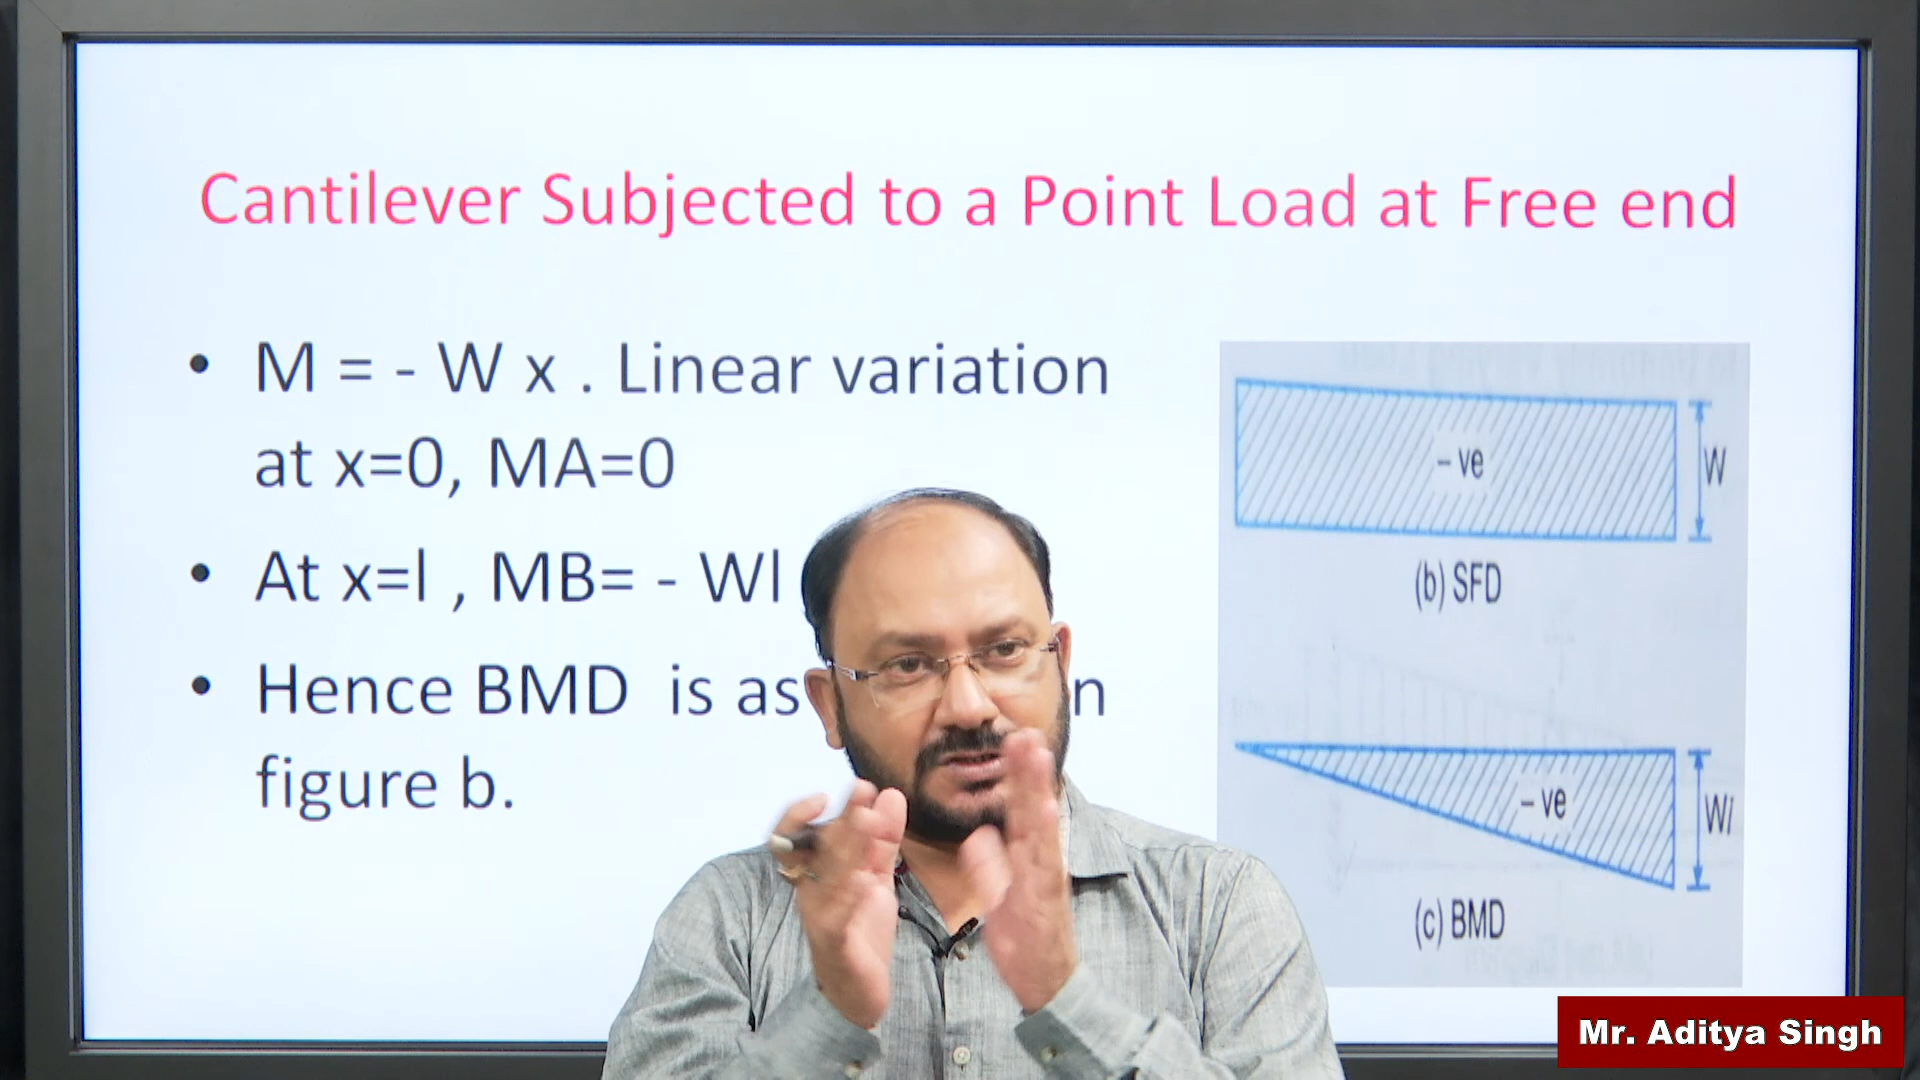 Cantilever Subjected to a Point Load at Free end
• M = - W x . Linear variation
at x=0, MA=0
• At x=l , MB= - Wl
• Hence BMD is as
figure b.
– ve
W
(b) SFD
– ve
Wl
(c) BMD
Mr. Aditya Singh